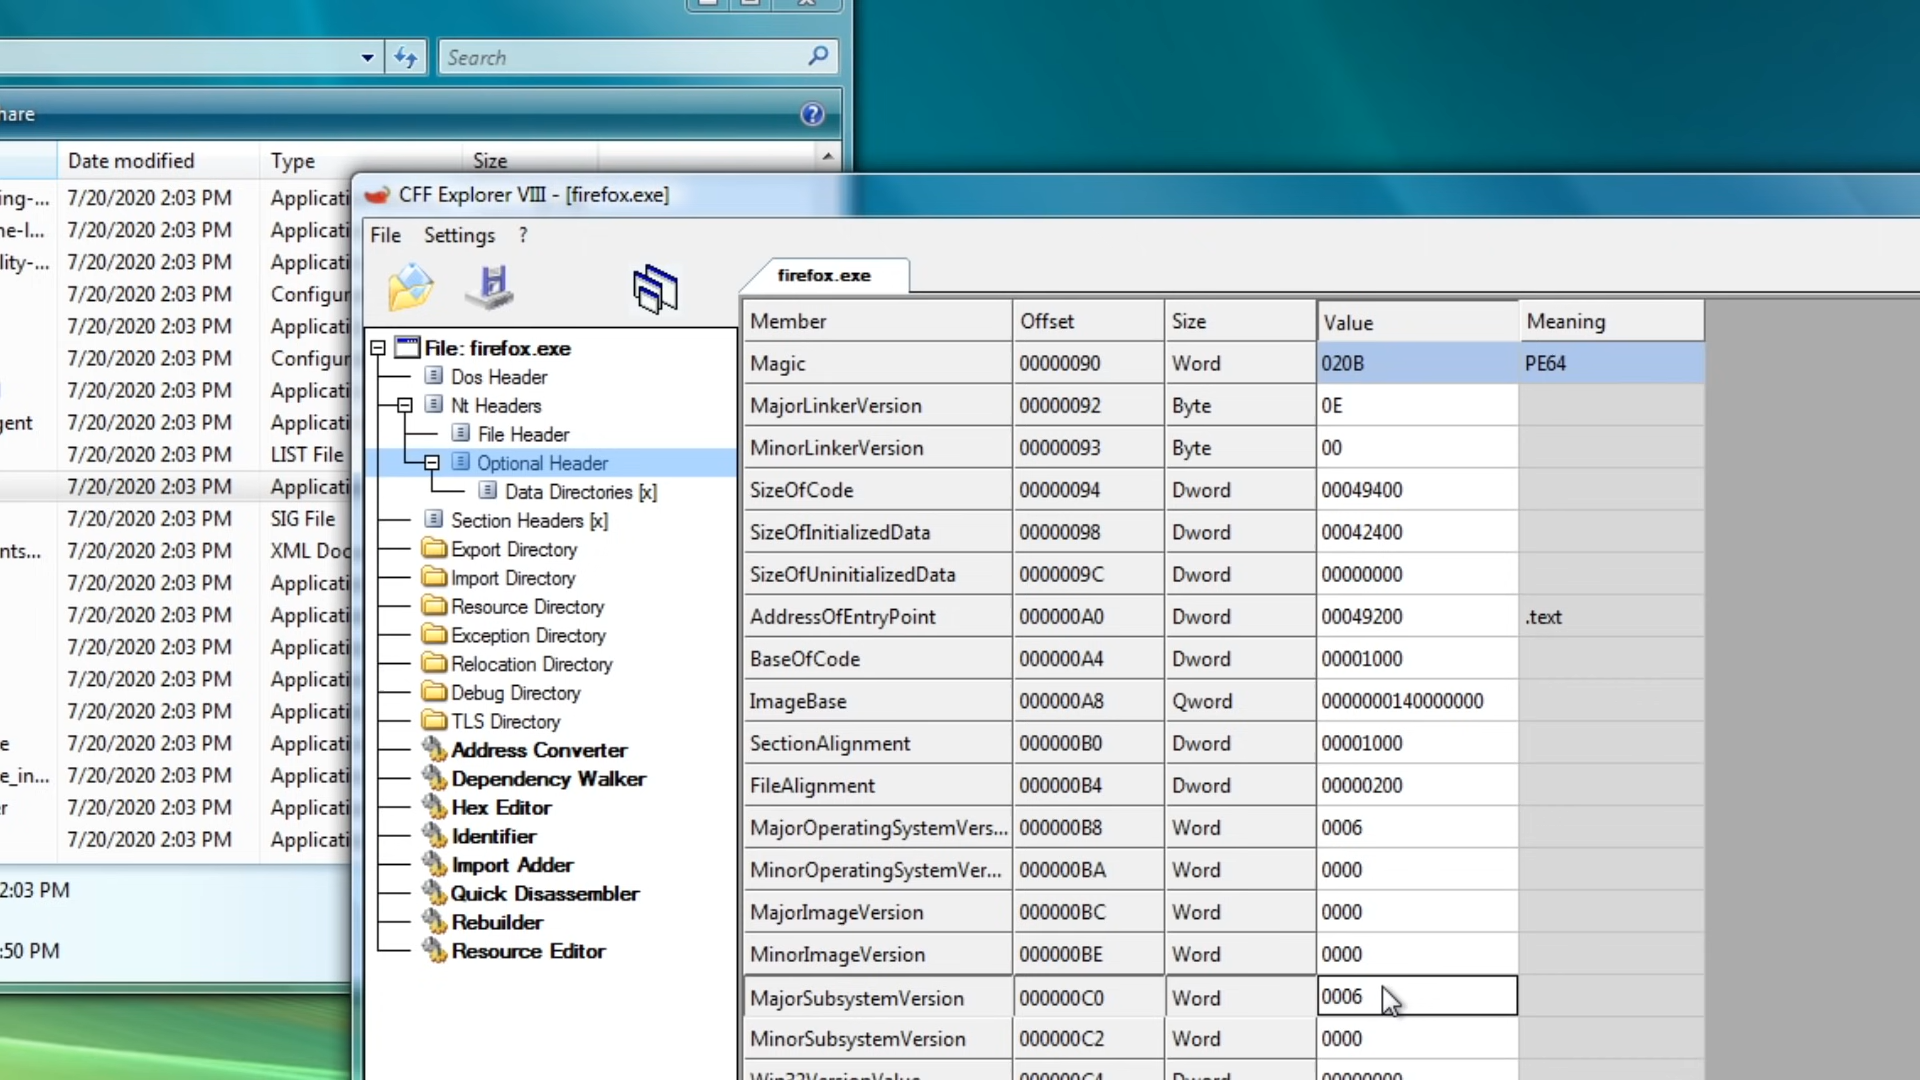 Search
hare
Date modified Type Size
ing-... 7/20/2020 2:03 PM Applicati
ne-l... 7/20/2020 2:03 PM Applicati
lity-... 7/20/2020 2:03 PM Applicati
7/20/2020 2:03 PM Configur
7/20/2020 2:03 PM Applicati
7/20/2020 2:03 PM Configur
7/20/2020 2:03 PM Applicati
gent 7/20/2020 2:03 PM Applicati
7/20/2020 2:03 PM LIST File
7/20/2020 2:03 PM Applicati
7/20/2020 2:03 PM SIG File
nts... 7/20/2020 2:03 PM XML Doc
7/20/2020 2:03 PM Applicati
7/20/2020 2:03 PM Applicati
7/20/2020 2:03 PM Applicati
7/20/2020 2:03 PM Applicati
7/20/2020 2:03 PM Applicati
e 7/20/2020 2:03 PM Applicati
e_in... 7/20/2020 2:03 PM Applicati
er 7/20/2020 2:03 PM Applicati
7/20/2020 2:03 PM Applicati
2:03 PM
:50 PM
CFF Explorer VIII - [firefox.exe]
File Settings ?
File: firefox.exe
Dos Header
Nt Headers
File Header
Optional Header
Data Directories [x]
Section Headers [x]
Export Directory
Import Directory
Resource Directory
Exception Directory
Relocation Directory
Debug Directory
TLS Directory
Address Converter
Dependency Walker
Hex Editor
Identifier
Import Adder
Quick Disassembler
Rebuilder
Resource Editor
firefox.exe
Member Offset Size Value Meaning
Magic 00000090 Word 020B PE64
MajorLinkerVersion 00000092 Byte 0E
MinorLinkerVersion 00000093 Byte 00
SizeOfCode 00000094 Dword 00049400
SizeOfInitializedData 00000098 Dword 00042400
SizeOfUninitializedData 0000009C Dword 00000000
AddressOfEntryPoint 000000A0 Dword 00049200 .text
BaseOfCode 000000A4 Dword 00001000
ImageBase 000000A8 Qword 0000000140000000
SectionAlignment 000000B0 Dword 00001000
FileAlignment 000000B4 Dword 00000200
MajorOperatingSystemVers... 000000B8 Word 0006
MinorOperatingSystemVer... 000000BA Word 0000
MajorImageVersion 000000BC Word 0000
MinorImageVersion 000000BE Word 0000
MajorSubsystemVersion 000000C0 Word 0006
MinorSubsystemVersion 000000C2 Word 0000
Win32VersionValue 000000C4 Dword 00000000